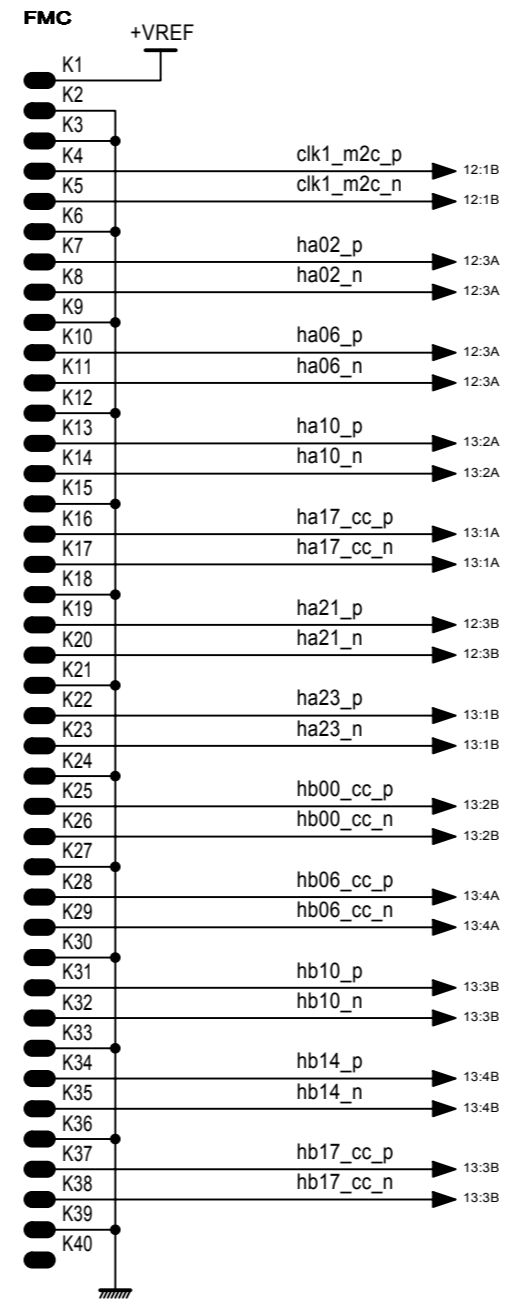 FMC
+VREF
K1
K2
K3
K4 clk1_m2c_p 12:1B
K5 clk1_m2c_n 12:1B
K6
K7 ha02_p 12:3A
K8 ha02_n 12:3A
K9
K10 ha06_p 12:3A
K11 ha06_n 12:3A
K12
K13 ha10_p 13:2A
K14 ha10_n 13:2A
K15
K16 ha17_cc_p 13:1A
K17 ha17_cc_n 13:1A
K18
K19 ha21_p 12:3B
K20 ha21_n 12:3B
K21
K22 ha23_p 13:1B
K23 ha23_n 13:1B
K24
K25 hb00_cc_p 13:2B
K26 hb00_cc_n 13:2B
K27
K28 hb06_cc_p 13:4A
K29 hb06_cc_n 13:4A
K30
K31 hb10_p 13:3B
K32 hb10_n 13:3B
K33
K34 hb14_p 13:4B
K35 hb14_n 13:4B
K36
K37 hb17_cc_p 13:3B
K38 hb17_cc_n 13:3B
K39
K40